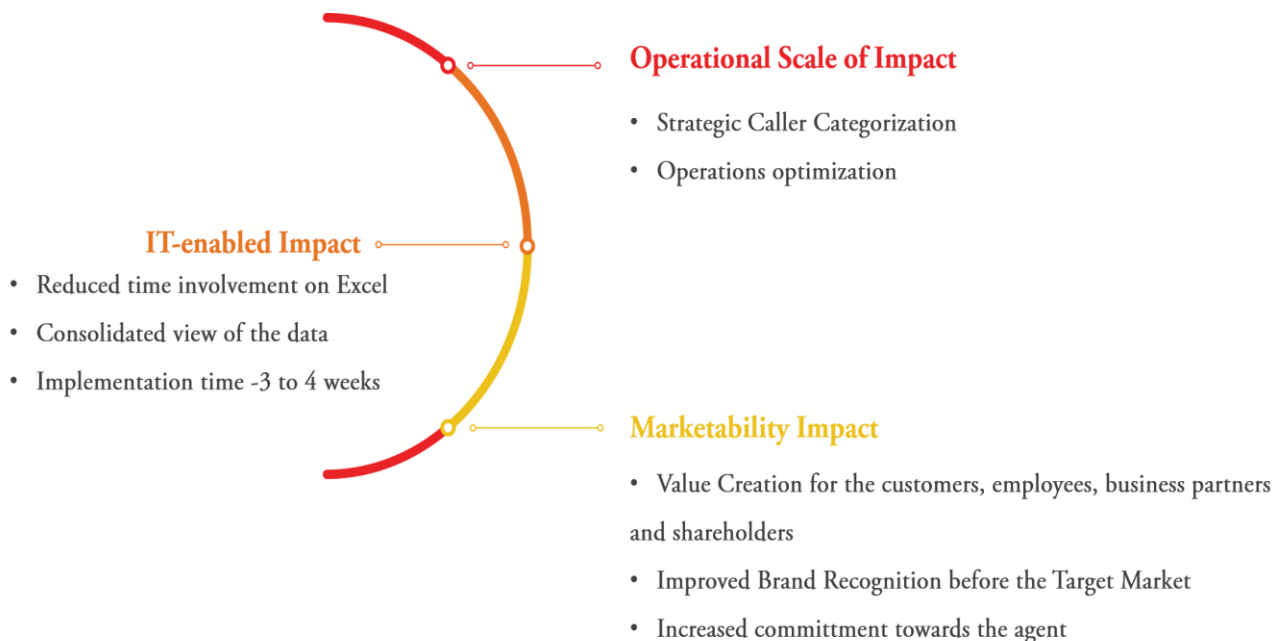 Operational Scale of Impact
• Strategic Caller Categorization
• Operations optimization
IT-enabled Impact
• Reduced time involvement on Excel
• Consolidated view of the data
• Implementation time -3 to 4 weeks
Marketability Impact
• Value Creation for the customers, employees, business partners
and shareholders
• Improved Brand Recognition before the Target Market
• Increased committment towards the agent